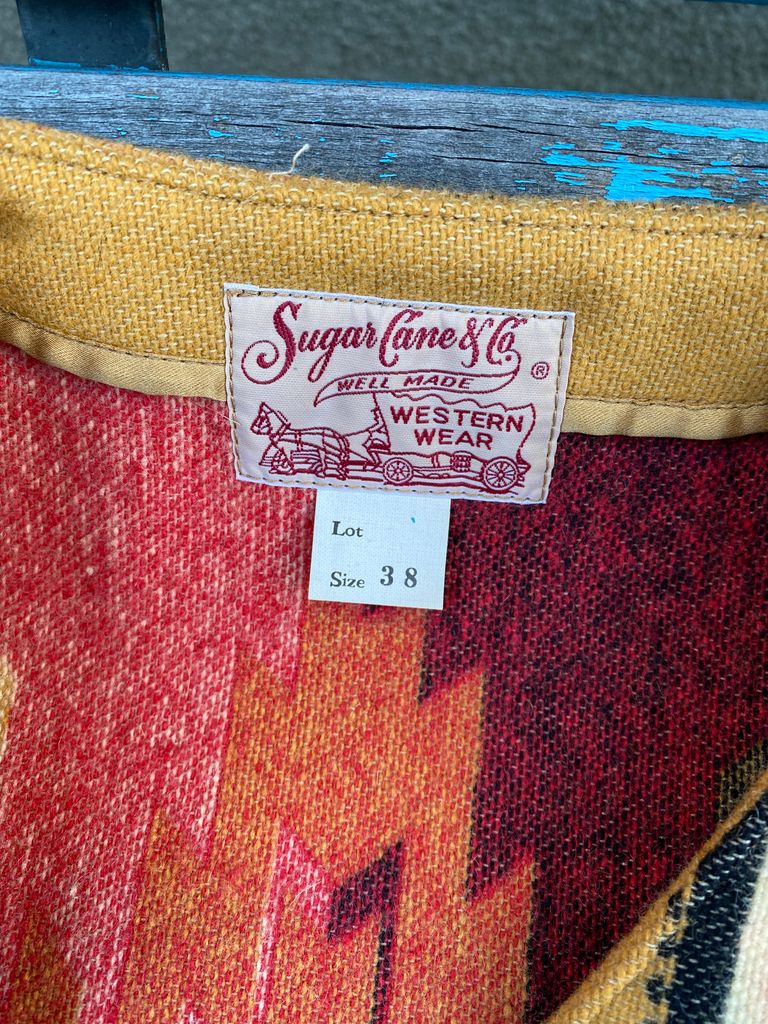 Sugar Cane & Co.
®
WELL MADE
WESTERN
WEAR
Lot
Size 38